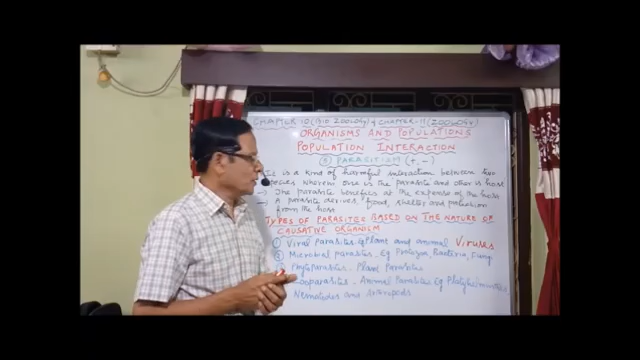 CHAPTER 10 (BIO ZOOLOGY) & CHAPTER - 11 (ZOOLOGY)
ORGANISMS AND POPULATIONS
POPULATION INTERACTION
PARASITISM (+, -)
It is a kind of harmful interaction between two
species wherein one is the parasite and other is host
The parasite benefits at the expense of the host
A parasite derives food, shelter and protection
from the host
TYPES OF PARASITES BASED ON THE NATURE OF
CAUSATIVE ORGANISM
① Viral parasites - plant and animal Viruses
② Microbial parasites - Eg Protozoa, Bacteria, Fungi
Phytoparasites - Plant Parasites
Zooparasites - Animal Parasites Eg Platyhelminthes,
Nematodes and Arthropods